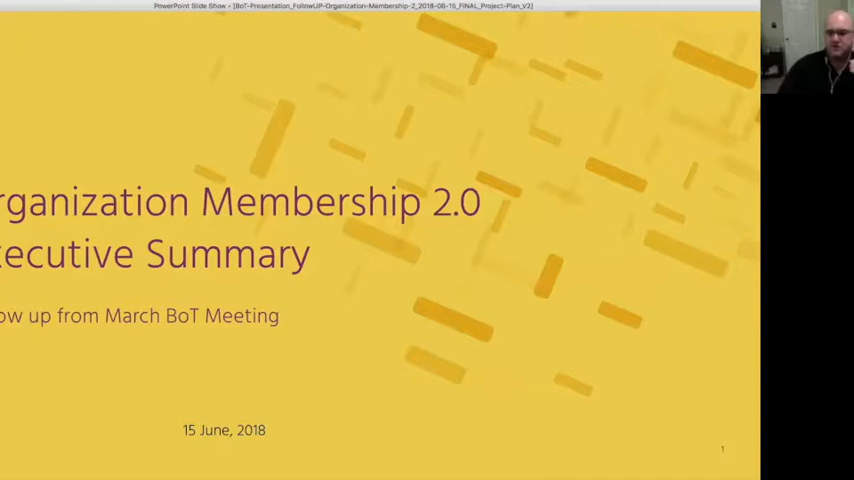 PowerPoint Slide Show - [BoT-Presentation_FollowUP-Organization-Membership-2_2018-06-15_FINAL_Project-Plan_V2]
rganization Membership 2.0
xecutive Summary
ow up from March BoT Meeting
15 June, 2018
1